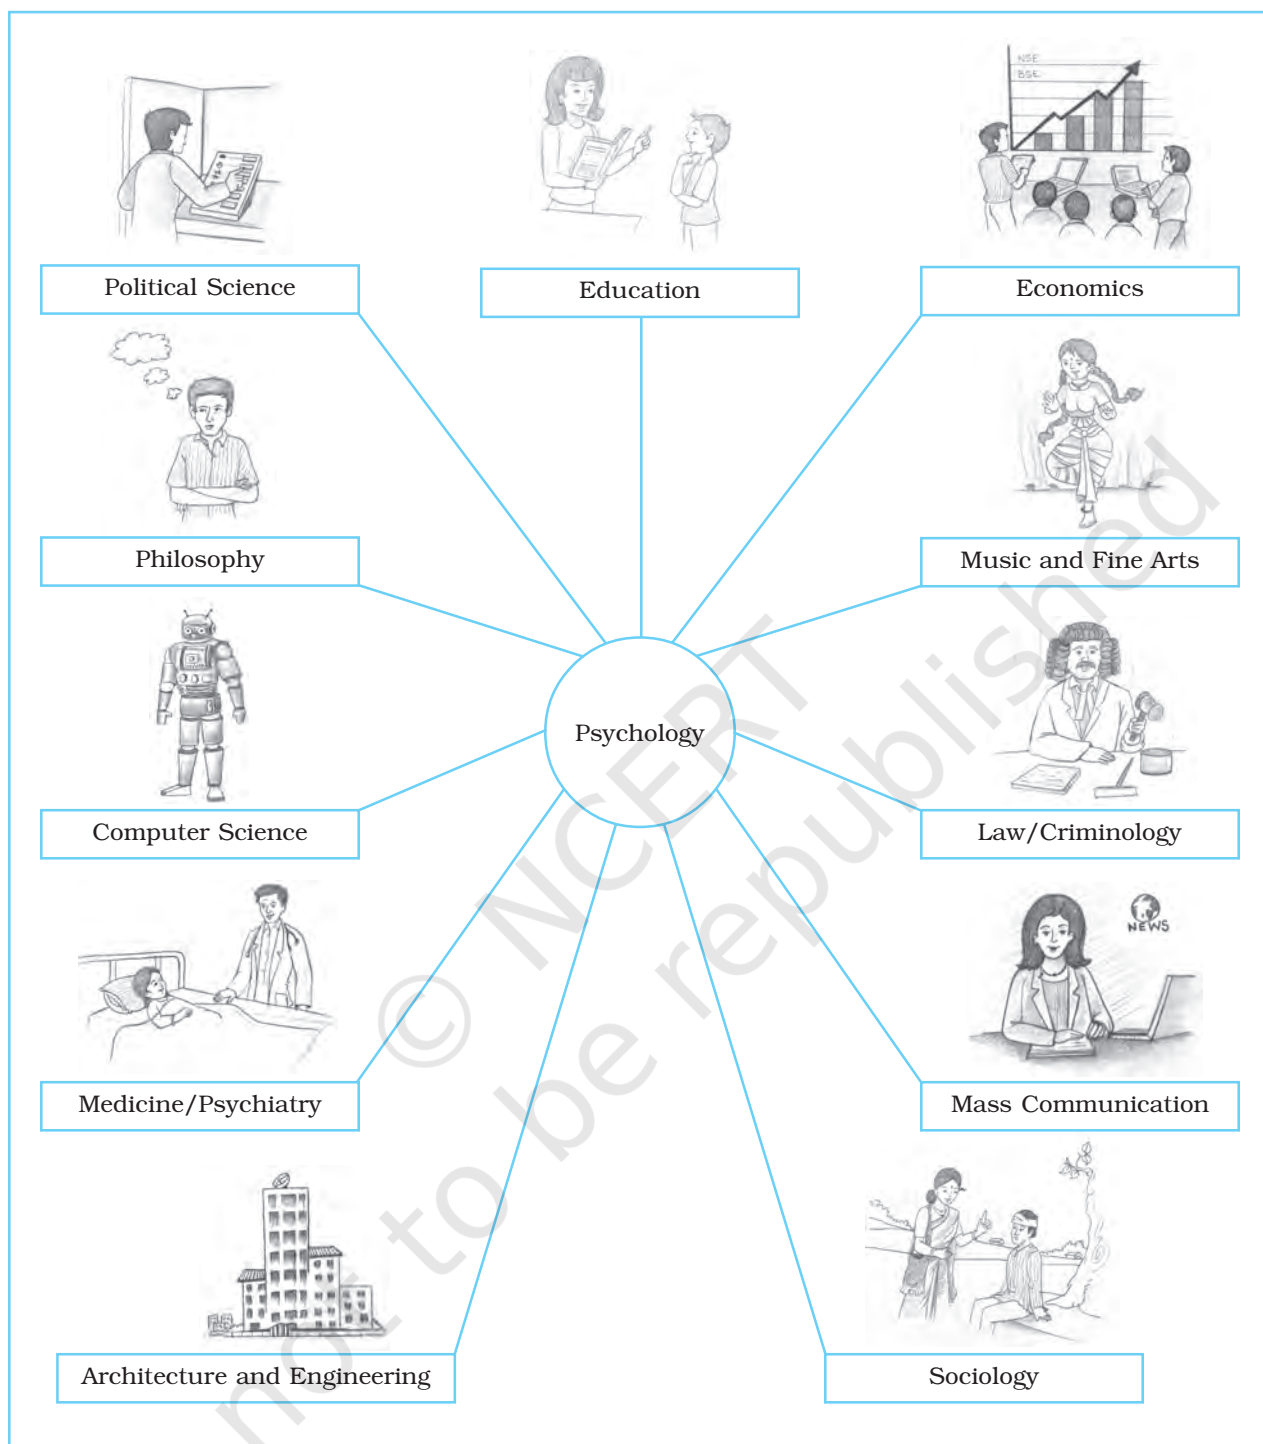 NSE
BSE
Political Science
Education
Economics
Philosophy
Music and Fine Arts
Psychology
Computer Science
Law/Criminology
NEWS
Medicine/Psychiatry
Mass Communication
Architecture and Engineering
Sociology
© NCERT
not to be republished